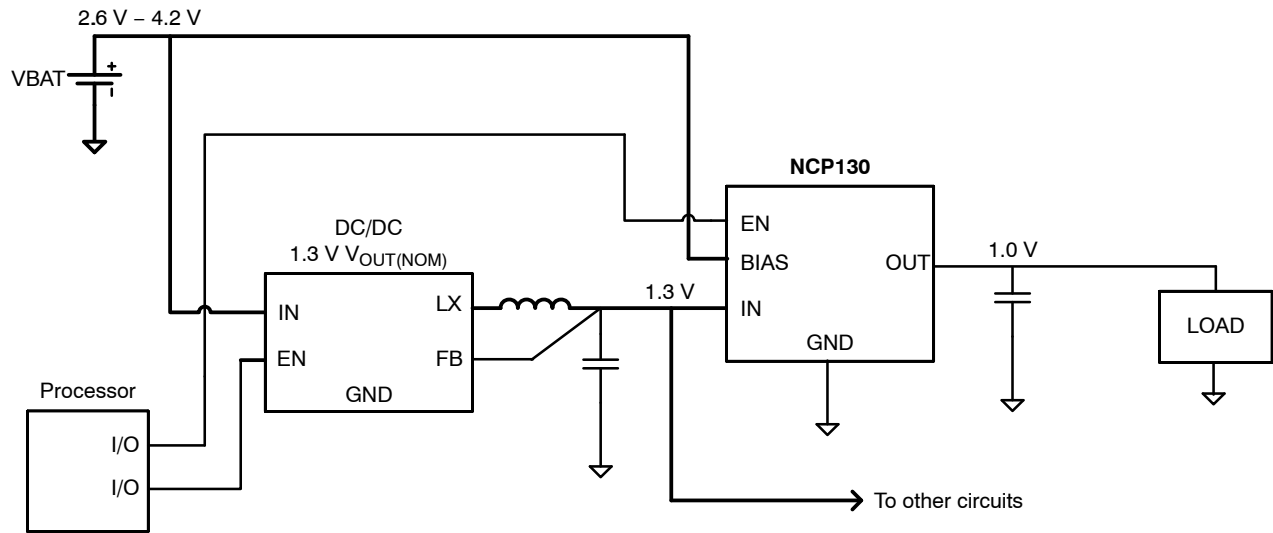 2.6 V – 4.2 V
VBAT
+
NCP130
EN
DC/DC
1.3 V VOUT(NOM)
BIAS
OUT
1.0 V
LX
1.3 V
IN
IN
LOAD
GND
EN
FB
Processor
GND
I/O
I/O
To other circuits